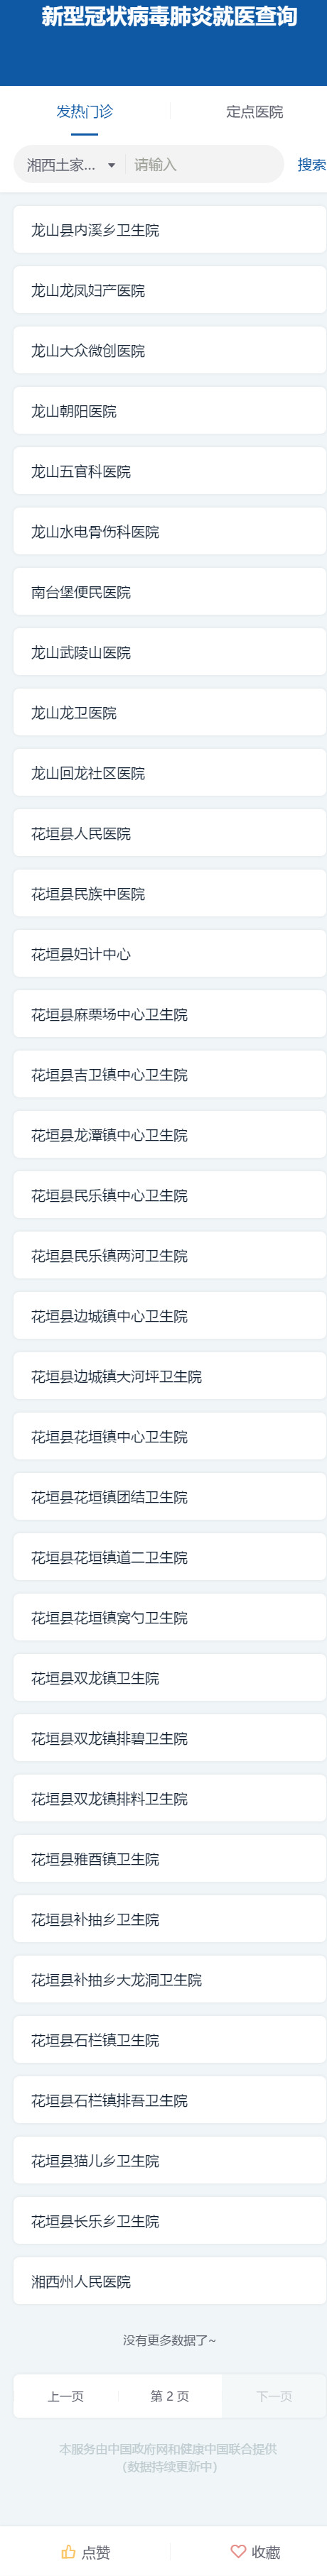 新型冠状病毒肺炎就医查询
发热门诊
定点医院
湘西土家...
请输入
搜索
龙山县内溪乡卫生院
龙山龙凤妇产医院
龙山大众微创医院
龙山朝阳医院
龙山五官科医院
龙山水电骨伤科医院
南台堡便民医院
龙山武陵山医院
龙山龙卫医院
龙山回龙社区医院
花垣县人民医院
花垣县民族中医院
花垣县妇计中心
花垣县麻栗场中心卫生院
花垣县吉卫镇中心卫生院
花垣县龙潭镇中心卫生院
花垣县民乐镇中心卫生院
花垣县民乐镇两河卫生院
花垣县边城镇中心卫生院
花垣县边城镇大河坪卫生院
花垣县花垣镇中心卫生院
花垣县花垣镇团结卫生院
花垣县花垣镇道二卫生院
花垣县花垣镇窝勺卫生院
花垣县双龙镇卫生院
花垣县双龙镇排碧卫生院
花垣县双龙镇排料卫生院
花垣县雅酉镇卫生院
花垣县补抽乡卫生院
花垣县补抽乡大龙洞卫生院
花垣县石栏镇卫生院
花垣县石栏镇排吾卫生院
花垣县猫儿乡卫生院
花垣县长乐乡卫生院
湘西州人民医院
没有更多数据了~
上一页
第 2 页
下一页
本服务由中国政府网和健康中国联合提供
（数据持续更新中）
点赞
收藏